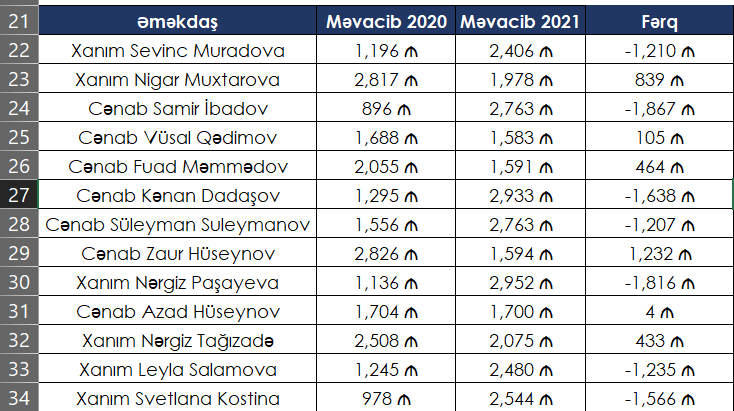 21 əməkdaş Məvacib 2020 Məvacib 2021 Fərq
22 Xanım Sevinc Muradova 1,196 ₼ 2,406 ₼ -1,210 ₼
23 Xanım Nigar Muxtarova 2,817 ₼ 1,978 ₼ 839 ₼
24 Cənab Samir İbadov 896 ₼ 2,763 ₼ -1,867 ₼
25 Cənab Vüsal Qədimov 1,688 ₼ 1,583 ₼ 105 ₼
26 Cənab Fuad Məmmədov 2,055 ₼ 1,591 ₼ 464 ₼
27 Cənab Kənan Dadaşov 1,295 ₼ 2,933 ₼ -1,638 ₼
28 Cənab Süleyman Suleymanov 1,556 ₼ 2,763 ₼ -1,207 ₼
29 Cənab Zaur Hüseynov 2,826 ₼ 1,594 ₼ 1,232 ₼
30 Xanım Nərgiz Paşayeva 1,136 ₼ 2,952 ₼ -1,816 ₼
31 Cənab Azad Hüseynov 1,704 ₼ 1,700 ₼ 4 ₼
32 Xanım Nərgiz Tağızadə 2,508 ₼ 2,075 ₼ 433 ₼
33 Xanım Leyla Salamova 1,245 ₼ 2,480 ₼ -1,235 ₼
34 Xanım Svetlana Kostina 978 ₼ 2,544 ₼ -1,566 ₼